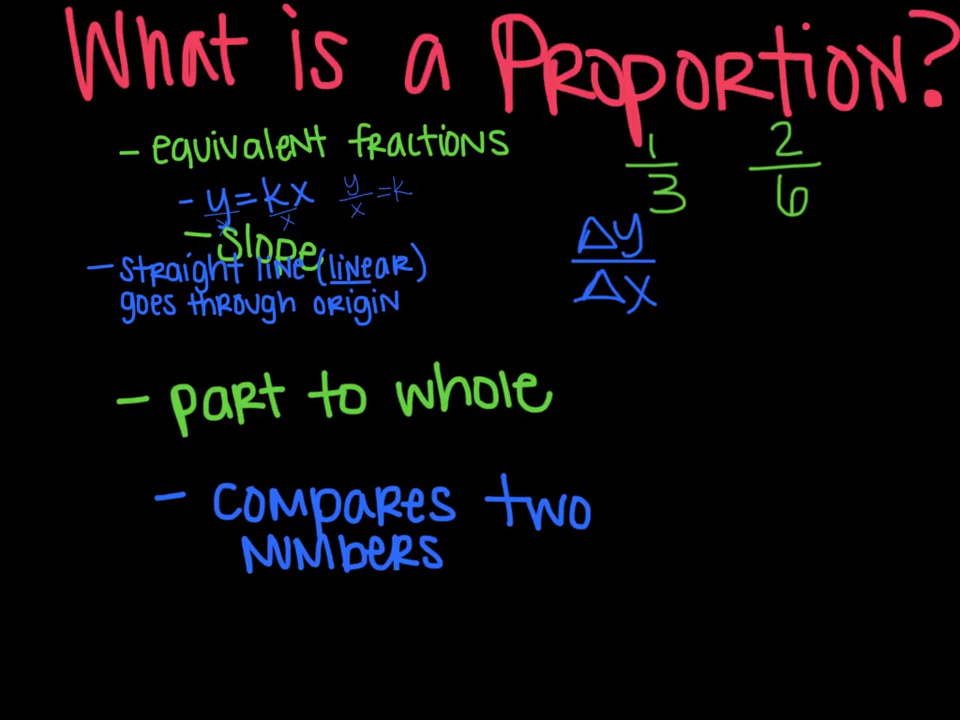 What is a Proportion?
- equivalent fractions
1/3 2/6
- y/x = kx/x y/x = k
- slope
Δy/Δx
- straight line (linear)
goes through origin
- part to whole
- compares two
numbers